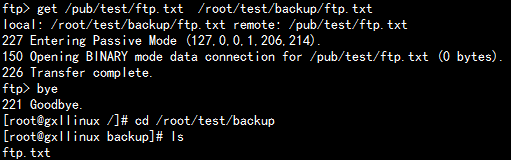 ftp> get /pub/test/ftp.txt  /root/test/backup/ftp.txt
local: /root/test/backup/ftp.txt remote: /pub/test/ftp.txt
227 Entering Passive Mode (127,0,0,1,206,214).
150 Opening BINARY mode data connection for /pub/test/ftp.txt (0 bytes).
226 Transfer complete.
ftp> bye
221 Goodbye.
[root@gxllinux /]# cd /root/test/backup
[root@gxllinux backup]# ls
ftp.txt